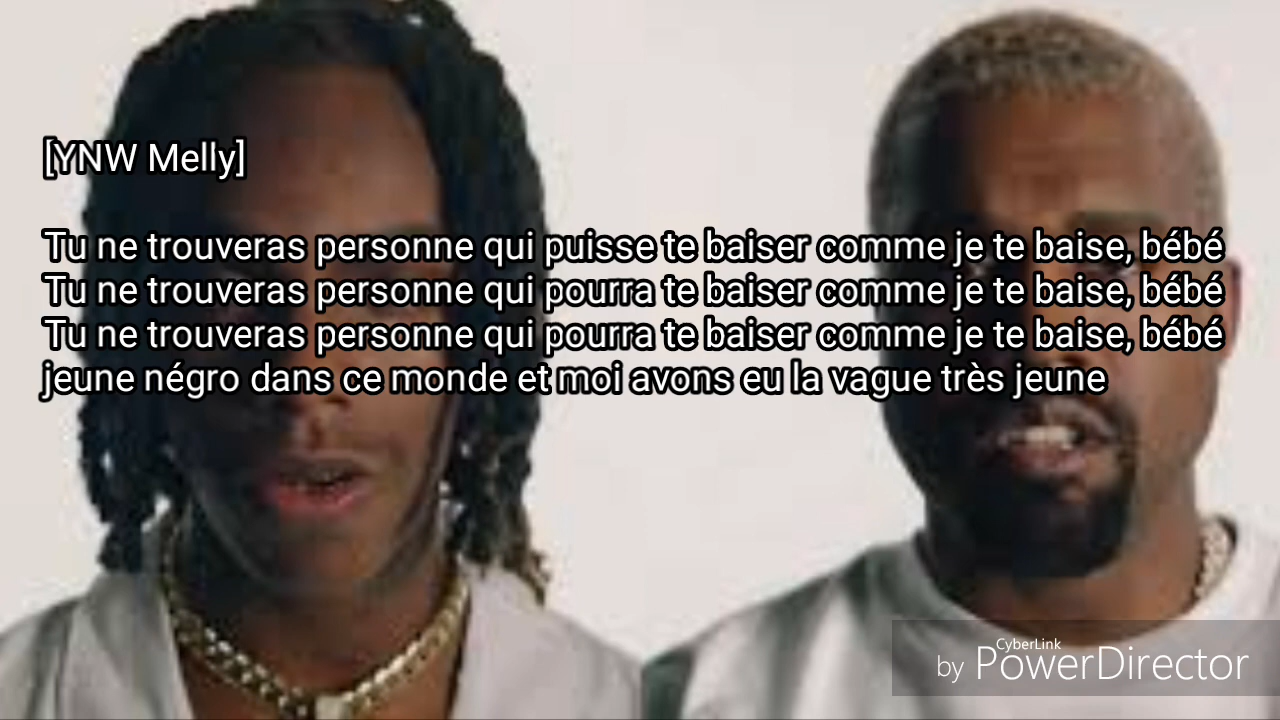 [YNW Melly]
Tu ne trouveras personne qui puisse te baiser comme je te baise, bébé
Tu ne trouveras personne qui pourra te baiser comme je te baise, bébé
Tu ne trouveras personne qui pourra te baiser comme je te baise, bébé
jeune négro dans ce monde et moi avons eu la vague très jeune
CyberLink
by PowerDirector